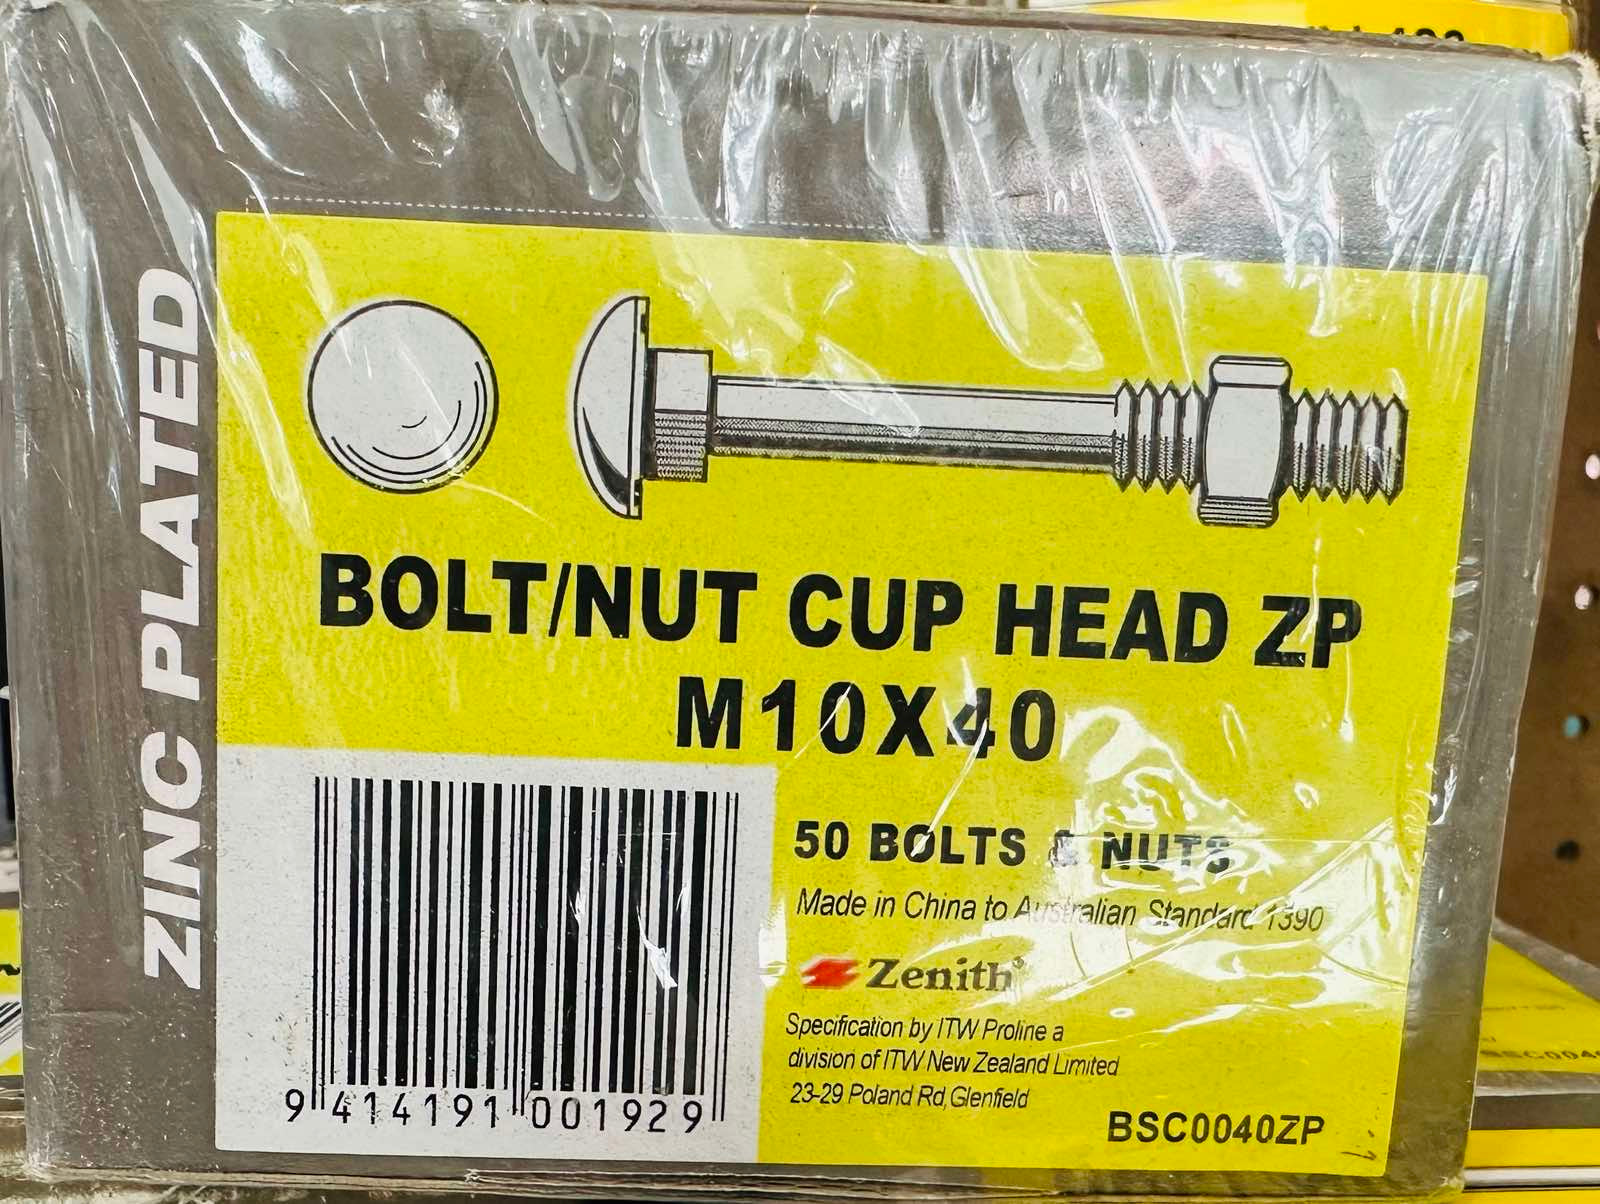 ZINC PLATED
BOLT/NUT CUP HEAD ZP
M10X40
50 BOLTS & NUTS
Made in China to Australian Standard 1390
Zenith
Specification by ITW Proline a
division of ITW New Zealand Limited
23-29 Poland Rd, Glenfield
BSC0040ZP
9 414191 001929